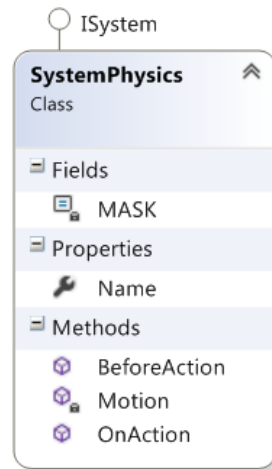 ISystem
SystemPhysics
Class
Fields
MASK
Properties
Name
Methods
BeforeAction
Motion
OnAction